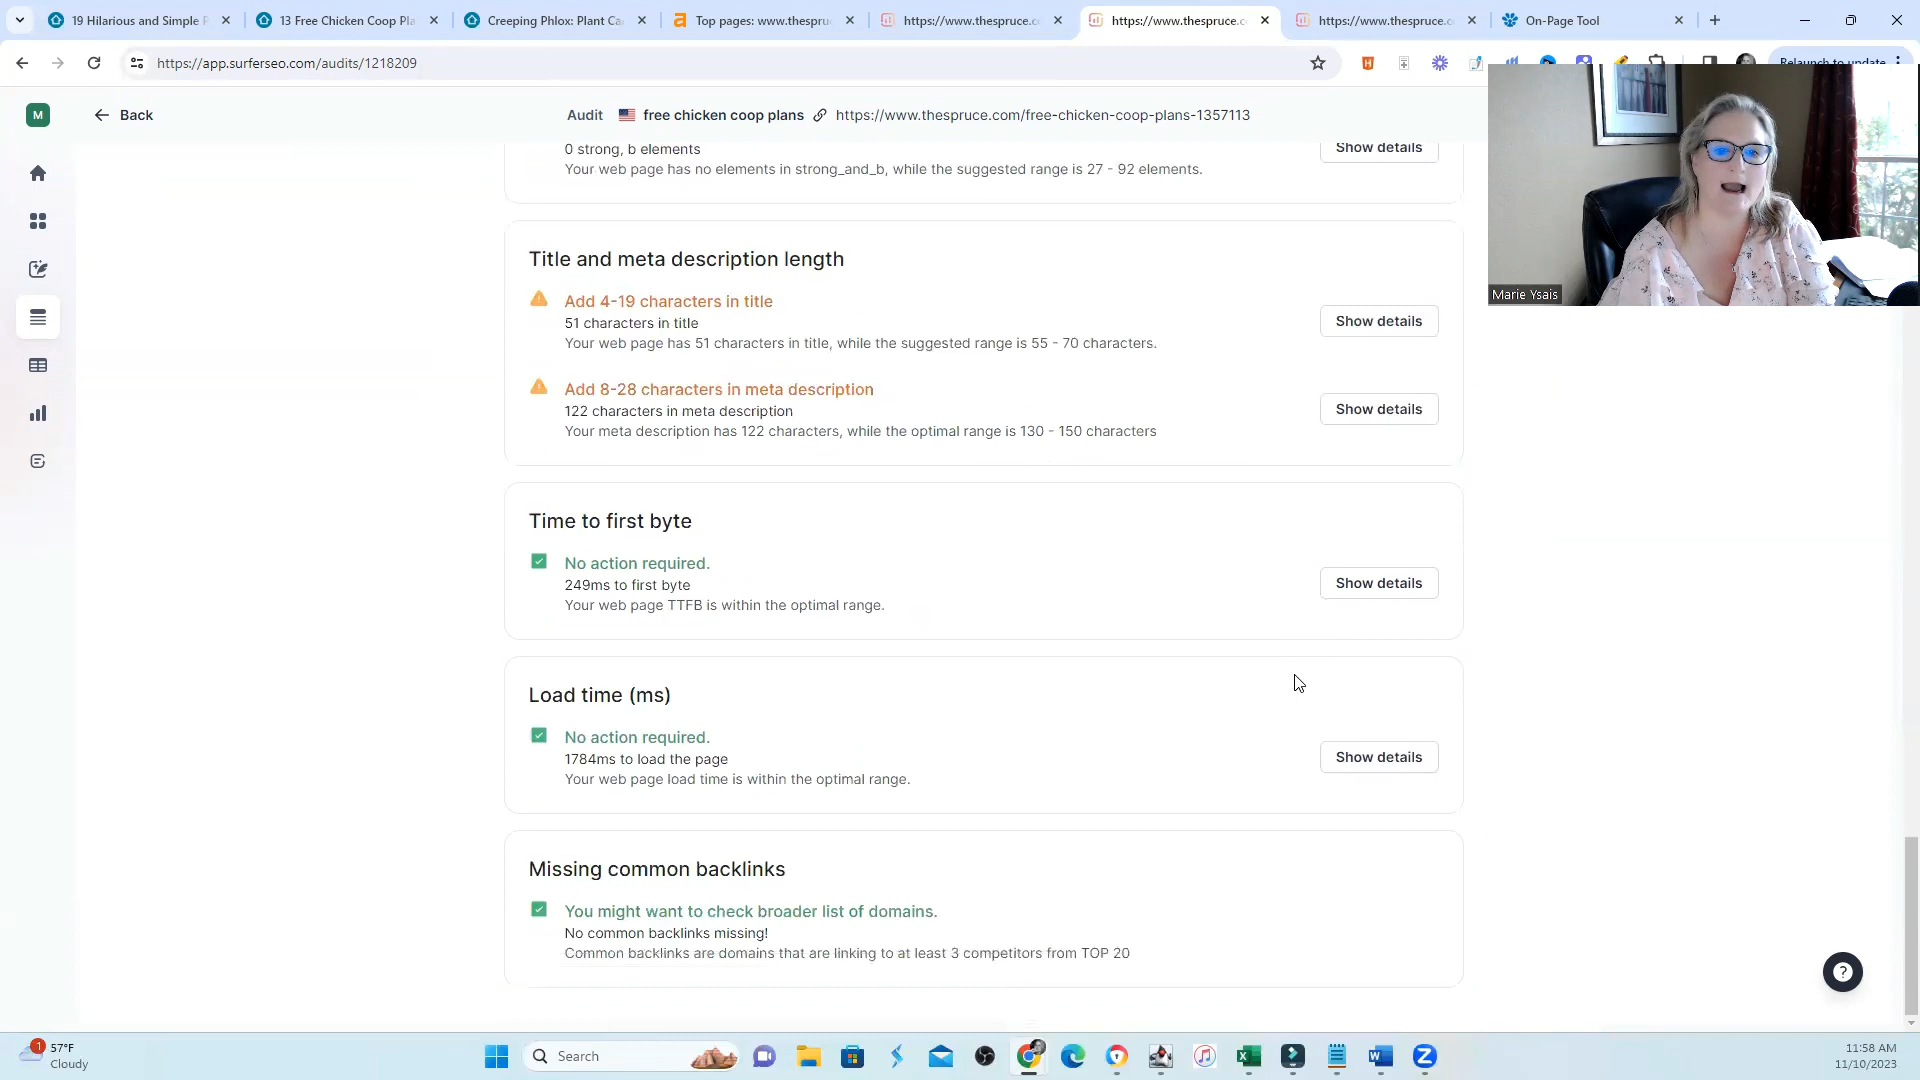 19 Hilarious and Simple P
13 Free Chicken Coop Pla
Creeping Phlox: Plant Ca
Top pages: www.thespru
https://www.thespruce.c
https://www.thespruce.c
https://www.thespruce.c
On-Page Tool
https://app.surferseo.com/audits/1218209
Relaunch to update
M
Back
Audit
free chicken coop plans
https://www.thespruce.com/free-chicken-coop-plans-1357113
0 strong, b elements
Your web page has no elements in strong_and_b, while the suggested range is 27 - 92 elements.
Show details
Title and meta description length
Add 4-19 characters in title
51 characters in title
Your web page has 51 characters in title, while the suggested range is 55 - 70 characters.
Show details
Add 8-28 characters in meta description
122 characters in meta description
Your meta description has 122 characters, while the optimal range is 130 - 150 characters
Show details
Time to first byte
No action required.
249ms to first byte
Your web page TTFB is within the optimal range.
Show details
Load time (ms)
No action required.
1784ms to load the page
Your web page load time is within the optimal range.
Show details
Missing common backlinks
You might want to check broader list of domains.
No common backlinks missing!
Common backlinks are domains that are linking to at least 3 competitors from TOP 20
Marie Ysais
1
57°F
Cloudy
Search
11:58 AM
11/10/2023